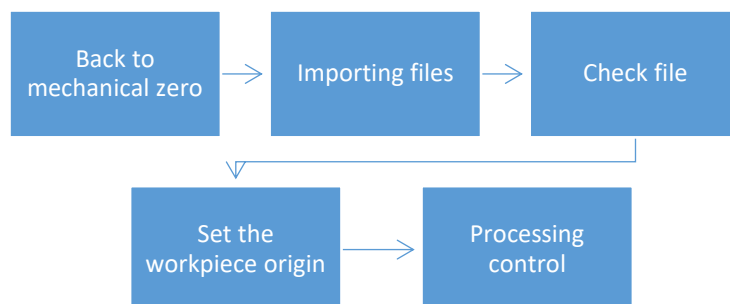 Back to
mechanical zero
Importing files
Check file
Set the
workpiece origin
Processing
control